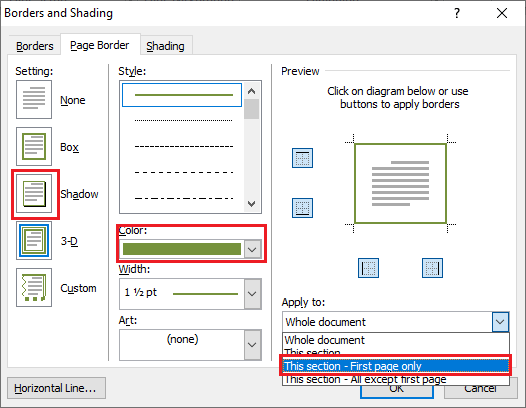 Borders and Shading
Borders
Page Border
Shading
Setting:
None
Box
Shadow
3-D
Custom
Style:
Color:
Width:
1 ½ pt
Art:
(none)
Preview
Click on diagram below or use
buttons to apply borders
Apply to:
Whole document
Whole document
This section
This section - First page only
This section - All except first page
Horizontal Line...
OK
Cancel